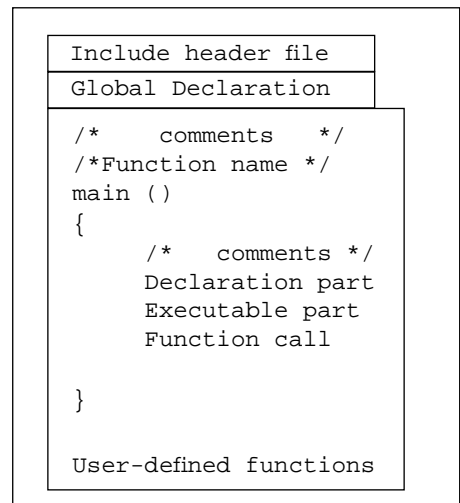 Include header file
Global Declaration
/*    comments   */
/*Function name */
main ()
{
/*   comments */
Declaration part
Executable part
Function call
}
User-defined functions